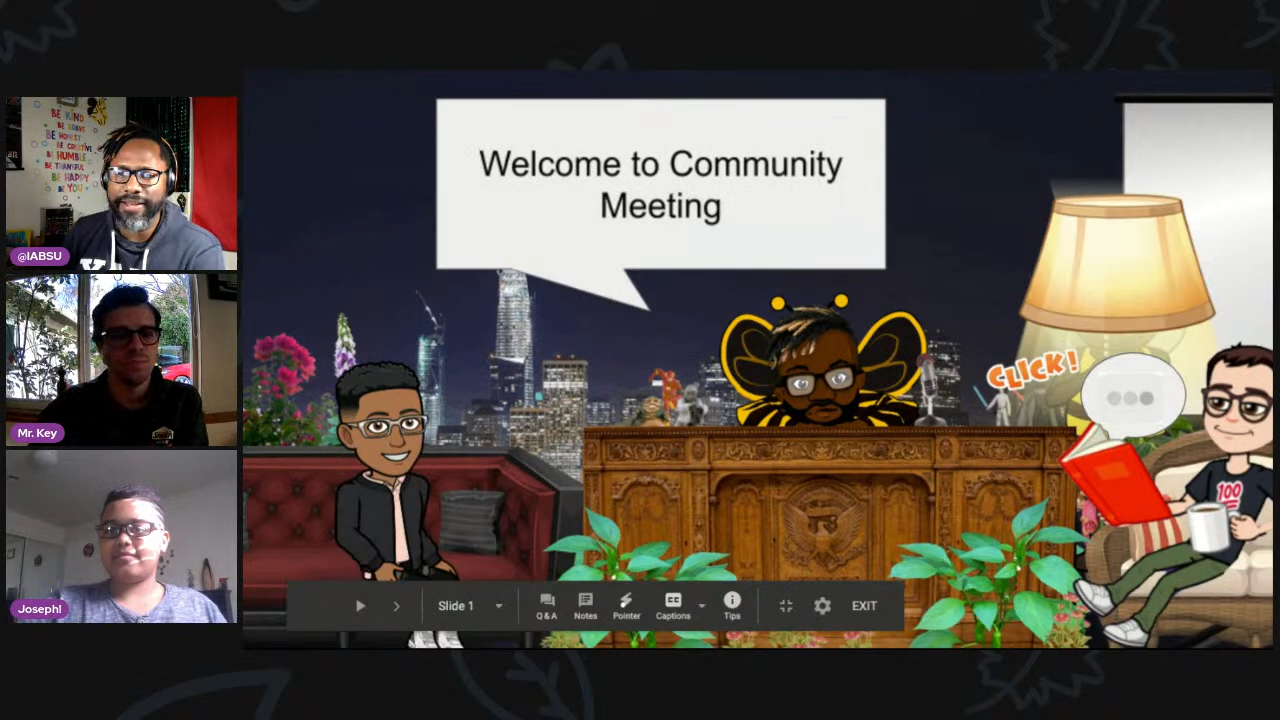 BE KIND
BE BRAVE
BE HONEST
BE CREATIVE
BE HUMBLE
BE THANKFUL
BE HAPPY
BE YOU
@IABSU
Mr. Key
Joseph!
Welcome to Community
Meeting
CLICK!
100
Slide 1
Q & A
Notes
Pointer
CC
Captions
Tips
EXIT